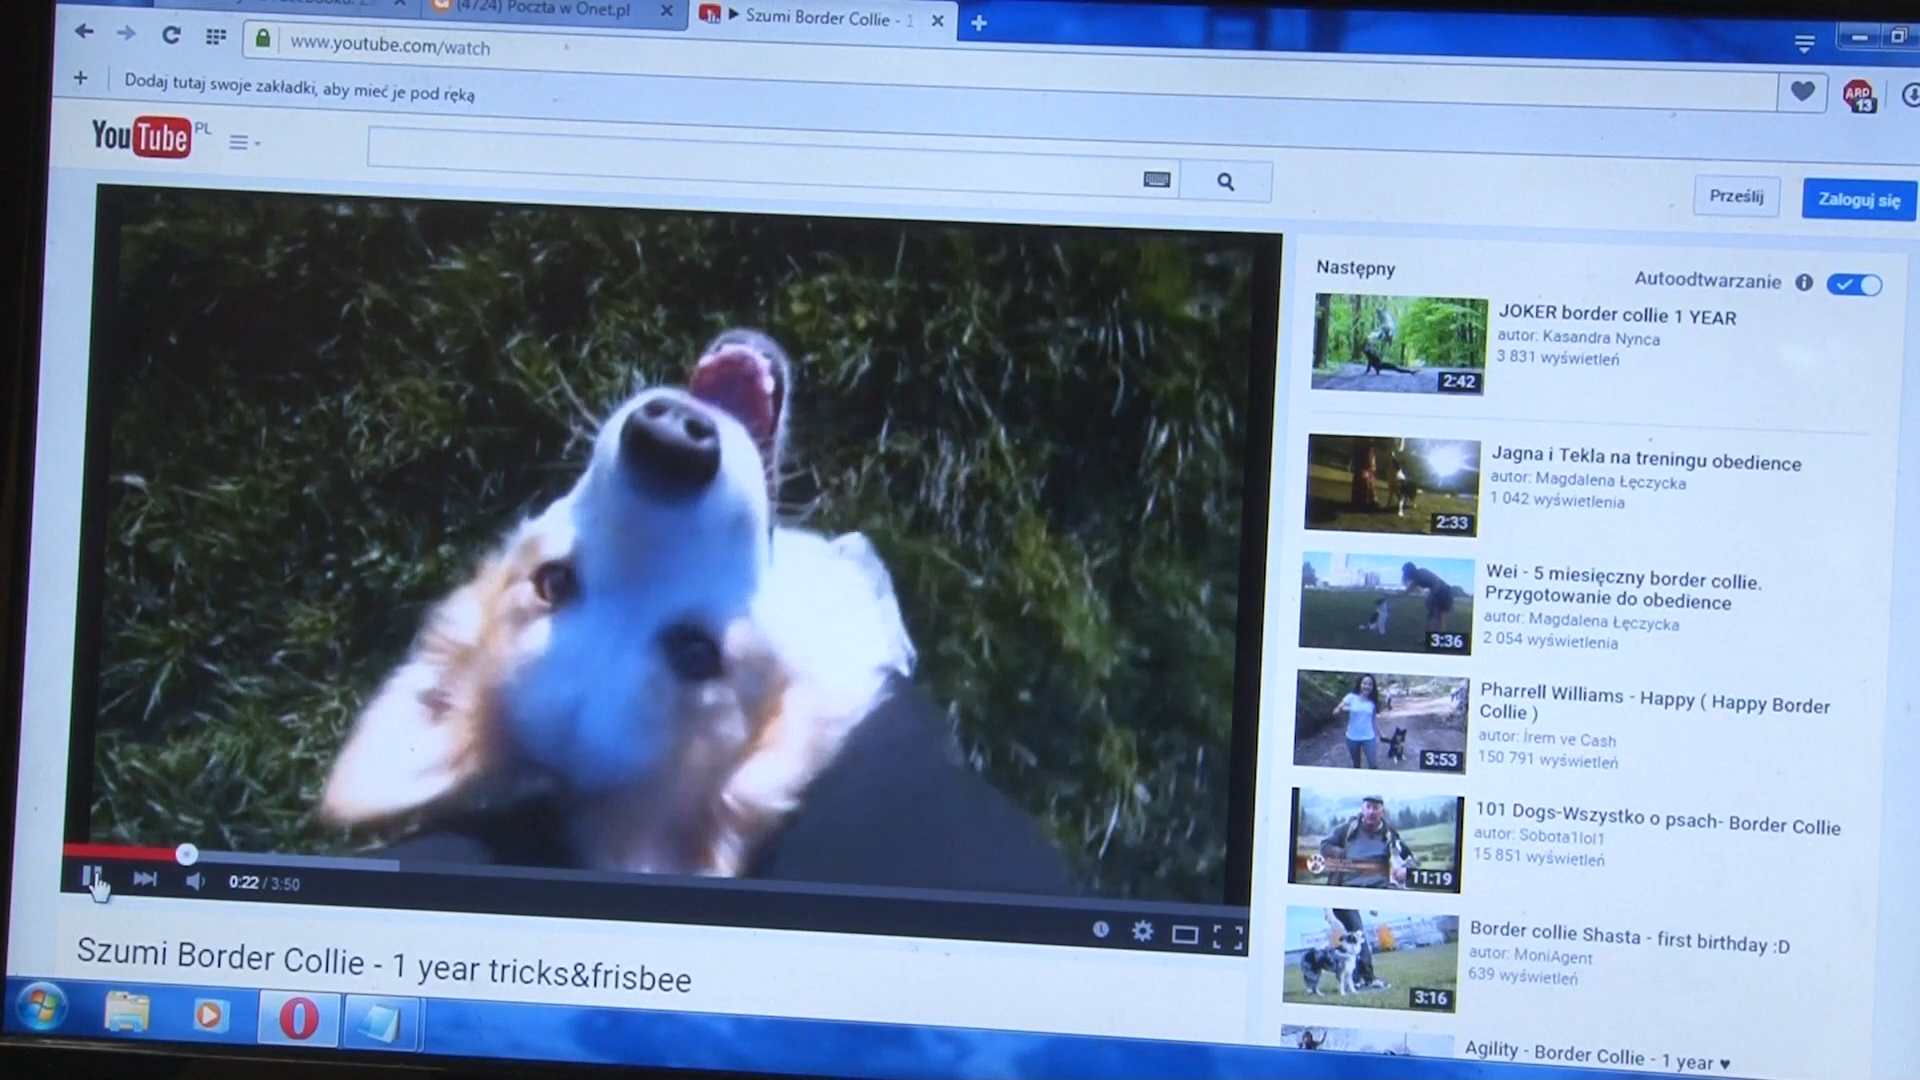 (4724) Poczta w Onet.pl
Szumi Border Collie - 1
www.youtube.com/watch
Dodaj tutaj swoje zakładki, aby mieć je pod ręką
ABP
13
YouTube PL
Prześlij
Zaloguj się
Następny
Autoodtwarzanie
JOKER border collie 1 YEAR
autor: Kasandra Nynca
3 831 wyświetleń
2:42
Jagna i Tekla na treningu obedience
autor: Magdalena Łęczycka
1 042 wyświetlenia
2:33
Wei - 5 miesięczny border collie.
Przygotowanie do obedience
autor: Magdalena Łęczycka
2 054 wyświetlenia
3:36
Pharrell Williams - Happy ( Happy Border
Collie )
autor: İrem ve Cash
150 791 wyświetleń
3:53
101 Dogs-Wszystko o psach- Border Collie
autor: Sobota1lol1
15 851 wyświetleń
11:19
Border collie Shasta - first birthday :D
autor: MoniAgent
639 wyświetleń
3:16
Agility - Border Collie - 1 year ♥
0:22 / 3:50
Szumi Border Collie - 1 year tricks&frisbee